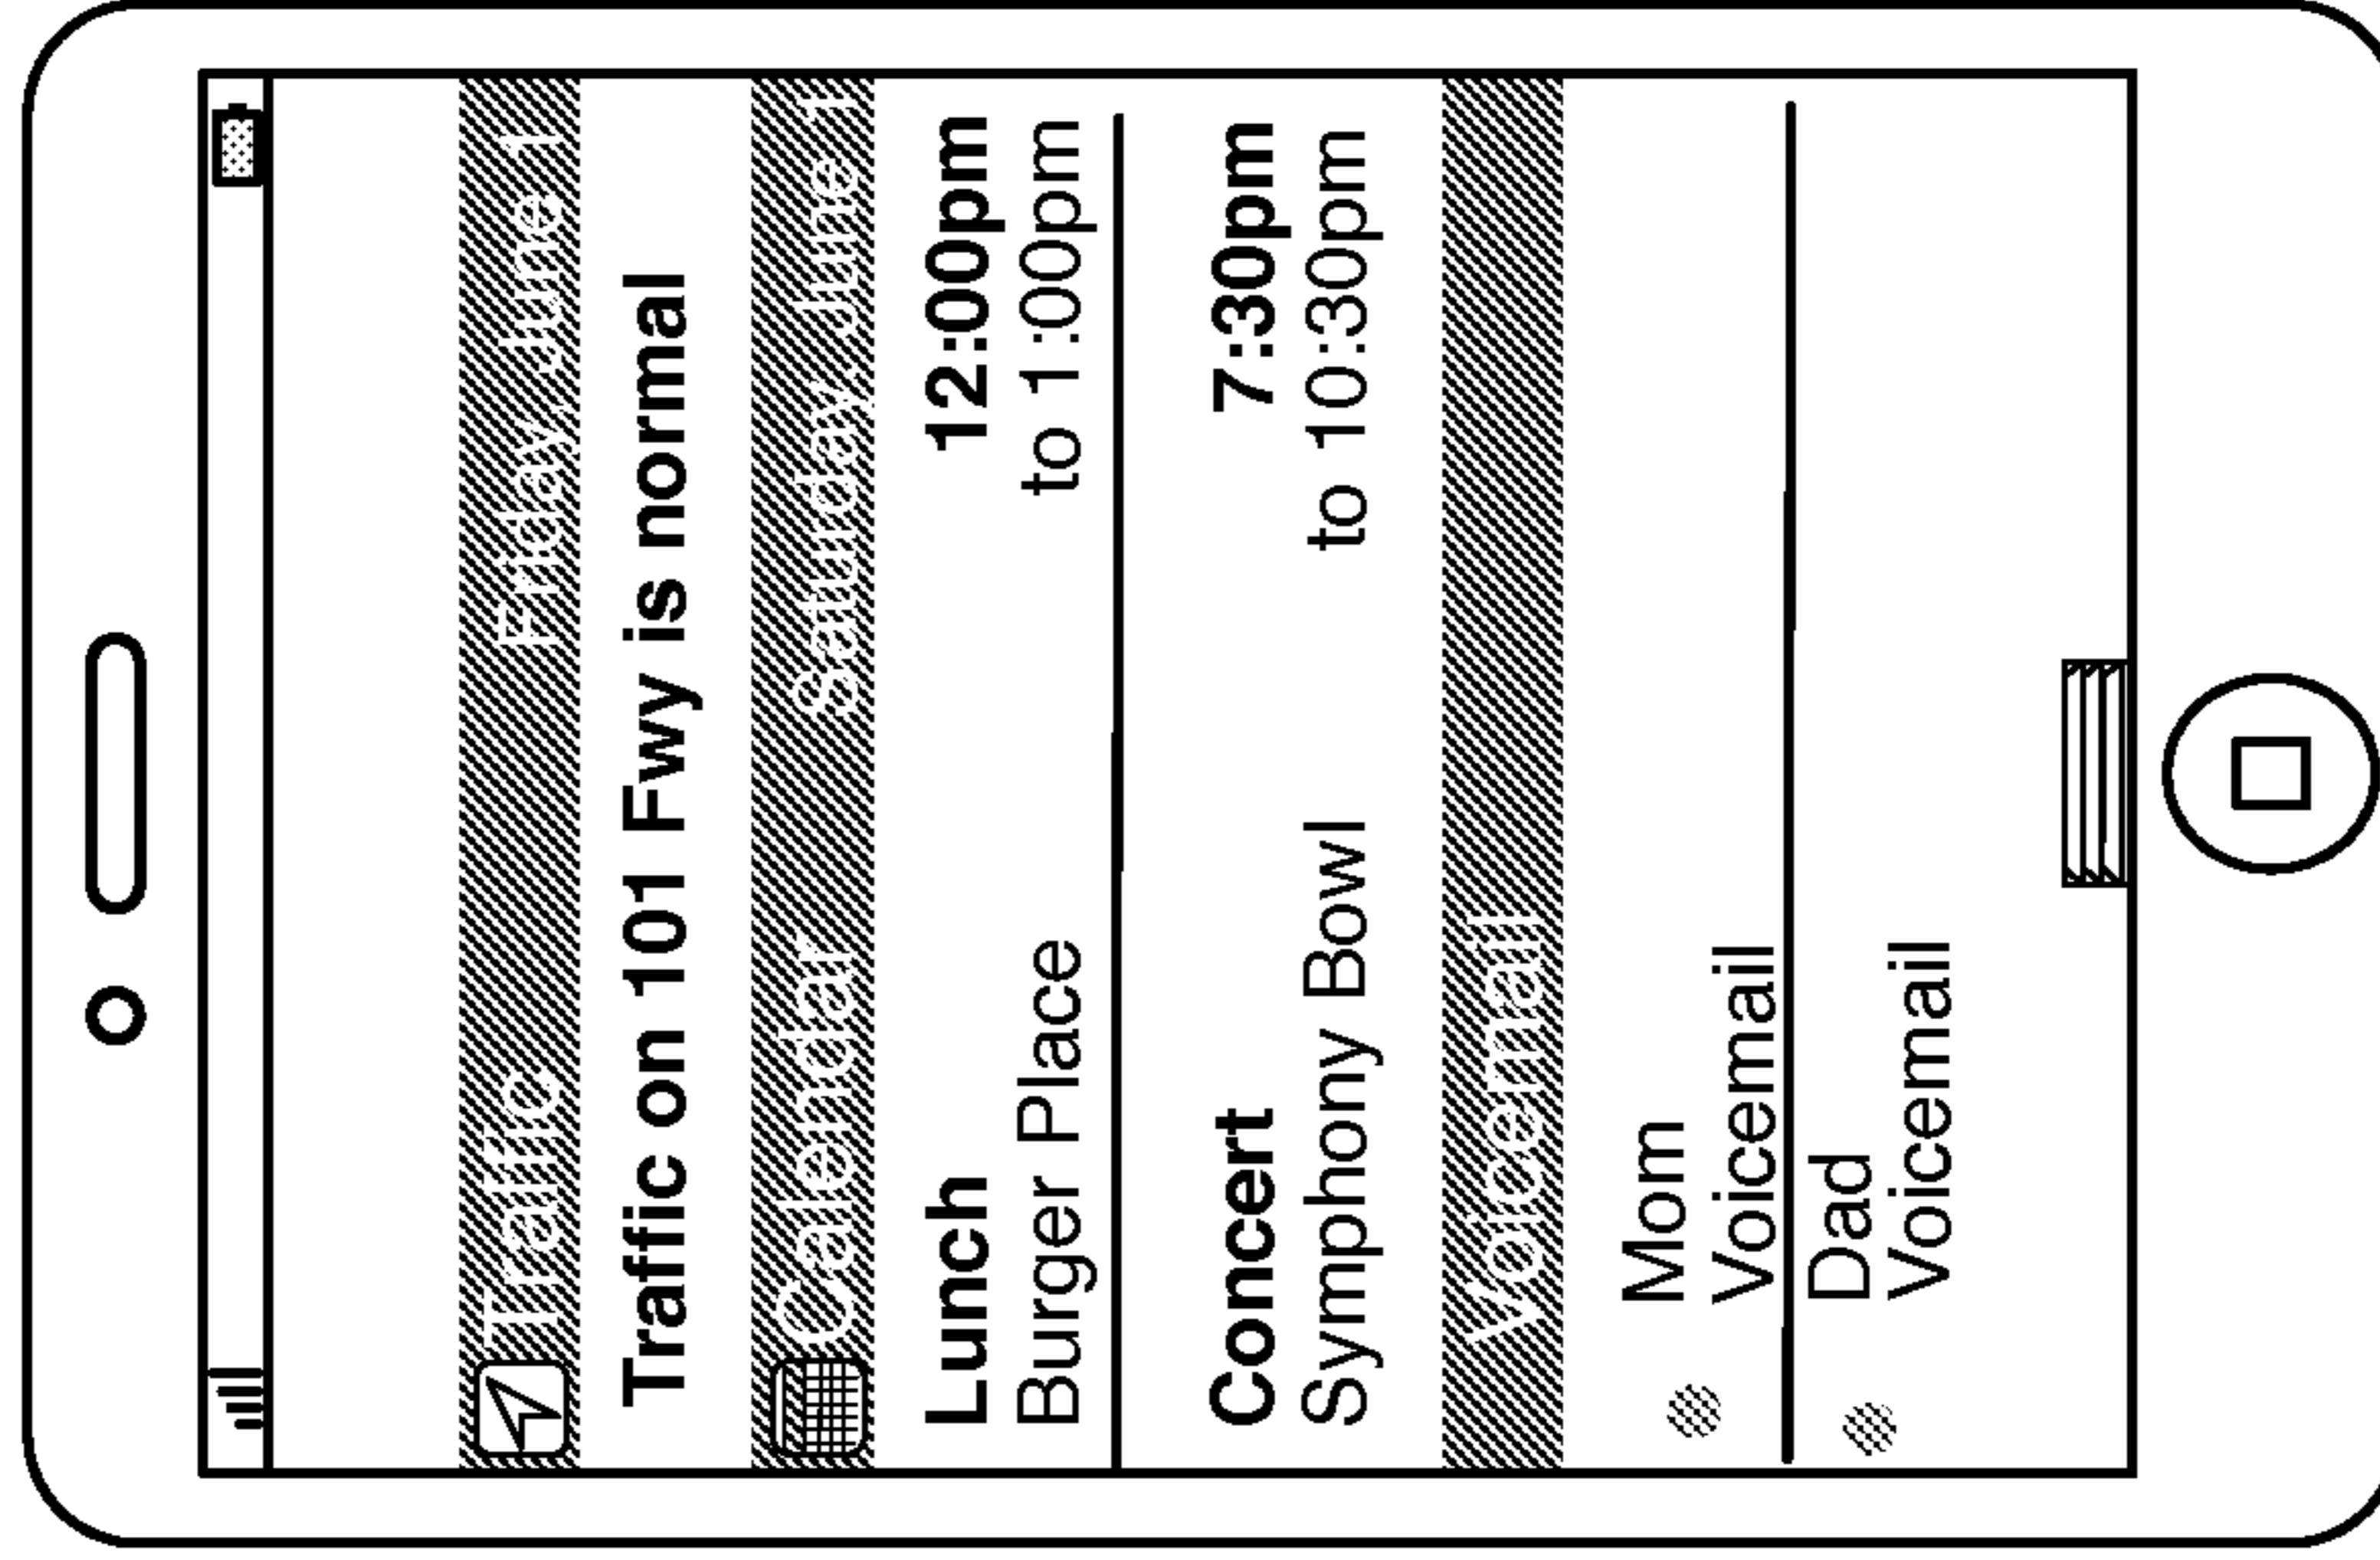 Traffic Friday, June 1
Traffic on 101 Fwy is normal
Calendar Saturday, June 1
Lunch 12:00pm
Burger Place to 1:00pm
Concert 7:30pm
Symphony Bowl to 10:30pm
Voicemail
Mom
Voicemail
Dad
Voicemail